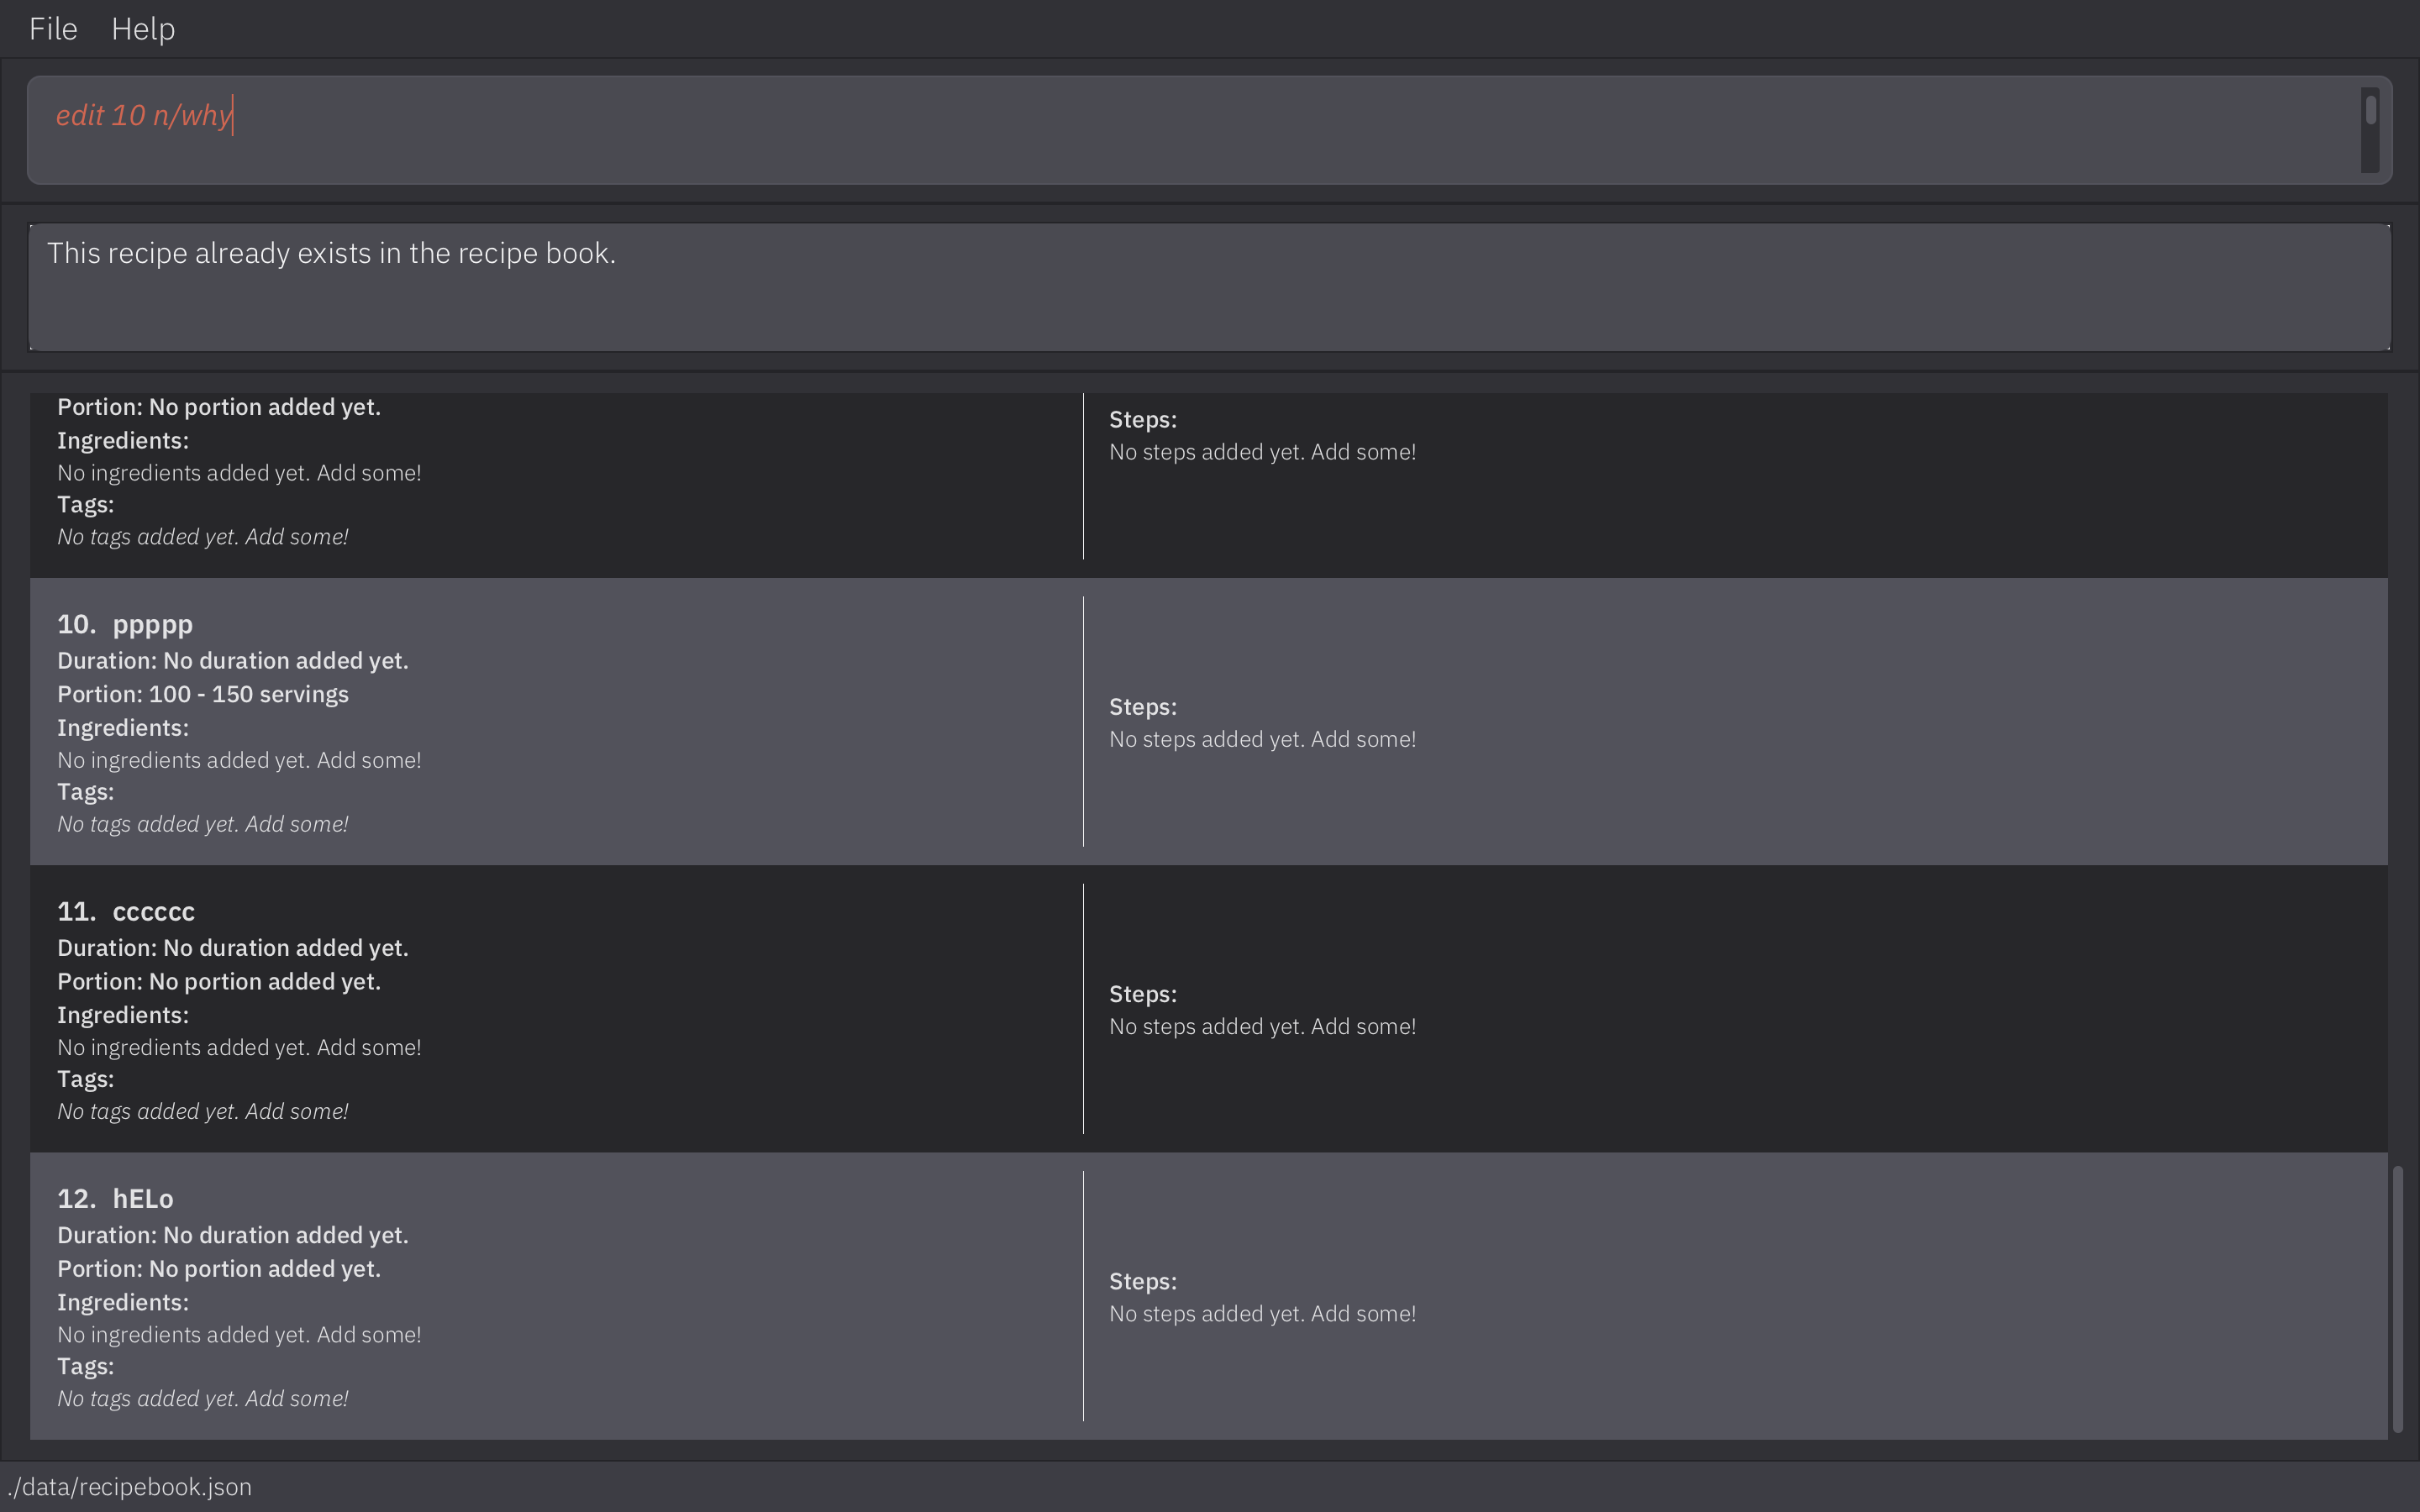 File Help
edit 10 n/why
This recipe already exists in the recipe book.
Portion: No portion added yet.
Ingredients:
No ingredients added yet. Add some!
Tags:
No tags added yet. Add some!
Steps:
No steps added yet. Add some!
10. ppppp
Duration: No duration added yet.
Portion: 100 - 150 servings
Ingredients:
No ingredients added yet. Add some!
Tags:
No tags added yet. Add some!
Steps:
No steps added yet. Add some!
11. cccccc
Duration: No duration added yet.
Portion: No portion added yet.
Ingredients:
No ingredients added yet. Add some!
Tags:
No tags added yet. Add some!
Steps:
No steps added yet. Add some!
12. hELo
Duration: No duration added yet.
Portion: No portion added yet.
Ingredients:
No ingredients added yet. Add some!
Tags:
No tags added yet. Add some!
Steps:
No steps added yet. Add some!
./data/recipebook.json